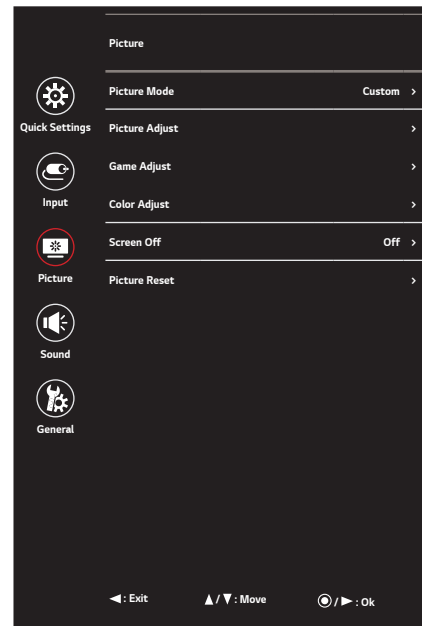 Picture
Picture Mode Custom >
Quick Settings
Picture Adjust >
Game Adjust >
Input
Color Adjust >
Screen Off Off >
Picture
Picture Reset >
Sound
General
◄ : Exit ▲ / ▼ : Move ◉ / ► : Ok